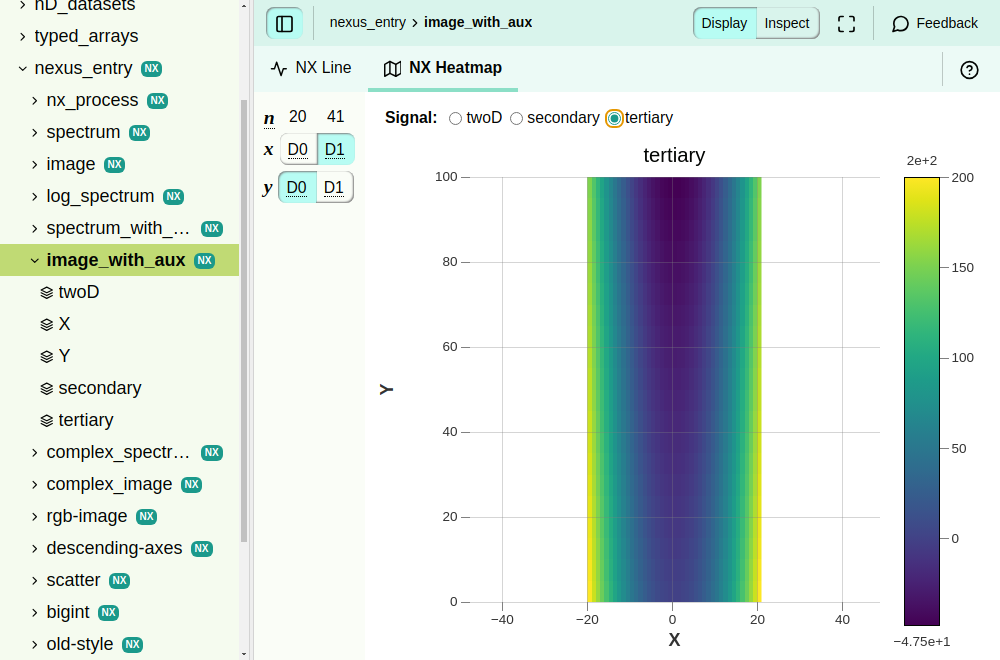 nD_datasets
typed_arrays
nexus_entry NX
nx_process NX
spectrum NX
image NX
log_spectrum NX
spectrum_with_... NX
image_with_aux NX
twoD
X
Y
secondary
tertiary
complex_spectr... NX
complex_image NX
rgb-image NX
descending-axes NX
scatter NX
bigint NX
old-style NX
nexus_entry › image_with_aux
Display Inspect
Feedback
NX Line NX Heatmap
n 20 41
x D0 D1
y D0 D1
Signal: twoD secondary tertiary
tertiary
100
80
60
40
20
0
Y
−40 −20 0 20 40
X
2e+2
200
150
100
50
0
−4.75e+1